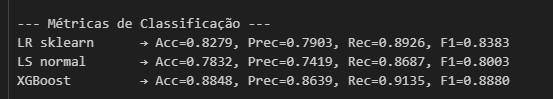 --- Métricas de Classificação ---
LR sklearn → Acc=0.8279, Prec=0.7903, Rec=0.8926, F1=0.8383
LS normal → Acc=0.7832, Prec=0.7419, Rec=0.8687, F1=0.8003
XGBoost → Acc=0.8848, Prec=0.8639, Rec=0.9135, F1=0.8880